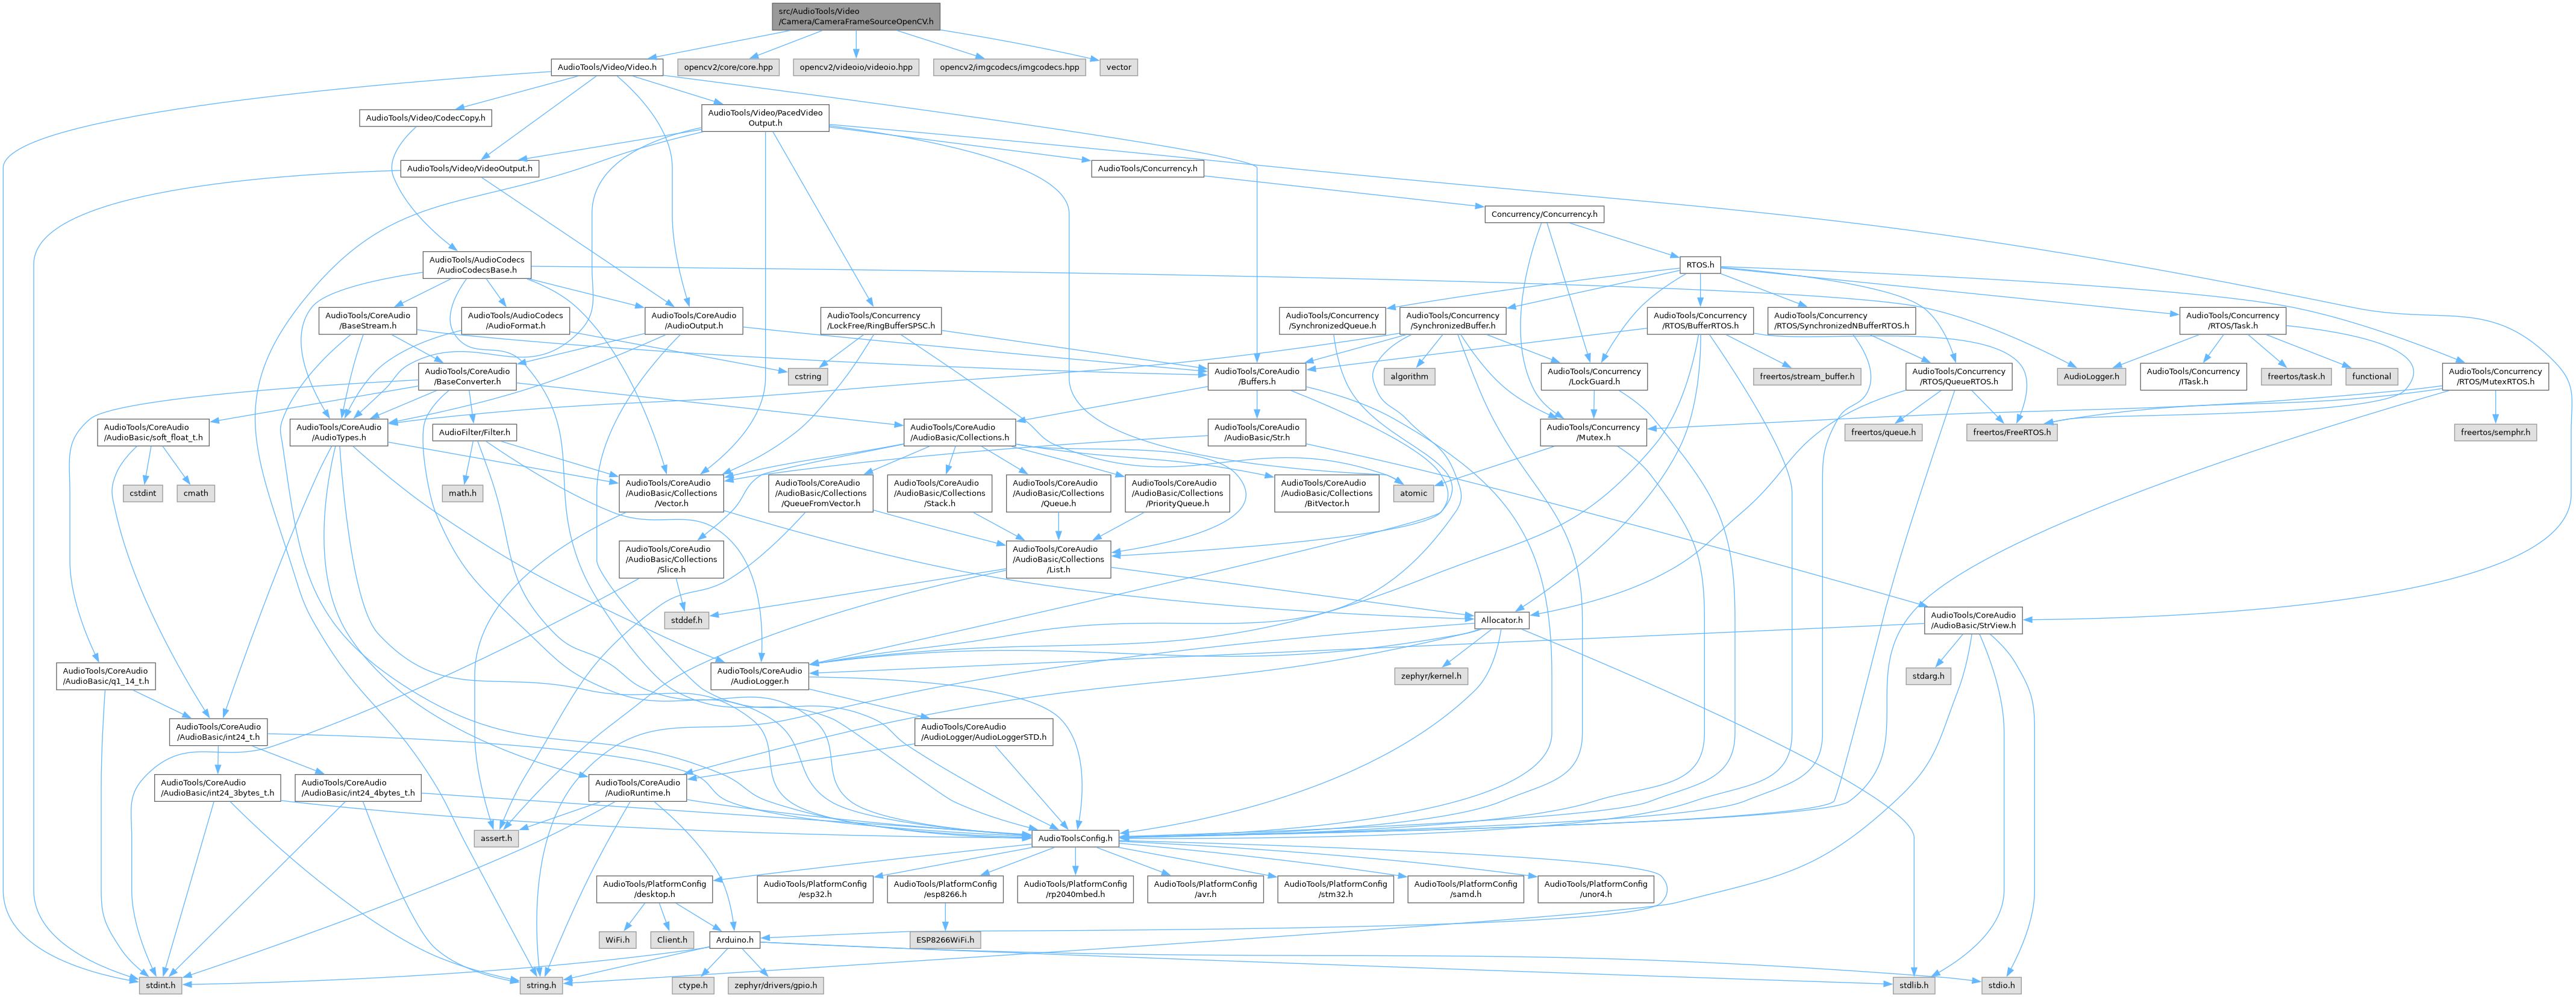 src/AudioTools/Video
/Camera/CameraFrameSourceOpenCV.h
AudioTools/Video/Video.h
opencv2/core/core.hpp
opencv2/videoio/videoio.hpp
opencv2/imgcodecs/imgcodecs.hpp
vector
AudioTools/Video/CodecCopy.h
AudioTools/Video/PacedVideo
Output.h
AudioTools/Video/VideoOutput.h
AudioTools/Concurrency.h
Concurrency/Concurrency.h
AudioTools/AudioCodecs
/AudioCodecsBase.h
RTOS.h
AudioTools/CoreAudio
/BaseStream.h
AudioTools/AudioCodecs
/AudioFormat.h
AudioTools/CoreAudio
/AudioOutput.h
AudioTools/Concurrency
/LockFree/RingBufferSPSC.h
AudioTools/Concurrency
/SynchronizedQueue.h
AudioTools/Concurrency
/SynchronizedBuffer.h
AudioTools/Concurrency
/RTOS/BufferRTOS.h
AudioTools/Concurrency
/RTOS/SynchronizedNBufferRTOS.h
AudioTools/Concurrency
/RTOS/Task.h
AudioTools/CoreAudio
/BaseConverter.h
cstring
AudioTools/CoreAudio
/Buffers.h
algorithm
AudioTools/Concurrency
/LockGuard.h
freertos/stream_buffer.h
AudioTools/Concurrency
/RTOS/QueueRTOS.h
AudioLogger.h
AudioTools/Concurrency
/ITask.h
freertos/task.h
functional
AudioTools/Concurrency
/RTOS/MutexRTOS.h
AudioTools/CoreAudio
/AudioBasic/soft_float_t.h
AudioTools/CoreAudio
/AudioTypes.h
AudioFilter/Filter.h
AudioTools/CoreAudio
/AudioBasic/Collections.h
AudioTools/CoreAudio
/AudioBasic/Str.h
AudioTools/Concurrency
/Mutex.h
freertos/queue.h
freertos/FreeRTOS.h
freertos/semphr.h
cstdint
cmath
math.h
AudioTools/CoreAudio
/AudioBasic/Collections
/Vector.h
AudioTools/CoreAudio
/AudioBasic/Collections
/QueueFromVector.h
AudioTools/CoreAudio
/AudioBasic/Collections
/Stack.h
AudioTools/CoreAudio
/AudioBasic/Collections
/Queue.h
AudioTools/CoreAudio
/AudioBasic/Collections
/PriorityQueue.h
AudioTools/CoreAudio
/AudioBasic/Collections
/BitVector.h
atomic
AudioTools/CoreAudio
/AudioBasic/Collections
/Slice.h
AudioTools/CoreAudio
/AudioBasic/Collections
/List.h
stddef.h
Allocator.h
AudioTools/CoreAudio
/AudioBasic/StrView.h
AudioTools/CoreAudio
/AudioBasic/q1_14_t.h
AudioTools/CoreAudio
/AudioLogger.h
zephyr/kernel.h
stdarg.h
AudioTools/CoreAudio
/AudioBasic/int24_t.h
AudioTools/CoreAudio
/AudioLogger/AudioLoggerSTD.h
AudioTools/CoreAudio
/AudioBasic/int24_3bytes_t.h
AudioTools/CoreAudio
/AudioBasic/int24_4bytes_t.h
AudioTools/CoreAudio
/AudioRuntime.h
assert.h
AudioToolsConfig.h
AudioTools/PlatformConfig
/desktop.h
AudioTools/PlatformConfig
/esp32.h
AudioTools/PlatformConfig
/esp8266.h
AudioTools/PlatformConfig
/rp2040mbed.h
AudioTools/PlatformConfig
/avr.h
AudioTools/PlatformConfig
/stm32.h
AudioTools/PlatformConfig
/samd.h
AudioTools/PlatformConfig
/unor4.h
WiFi.h
Client.h
Arduino.h
ESP8266WiFi.h
stdint.h
string.h
ctype.h
zephyr/drivers/gpio.h
stdlib.h
stdio.h